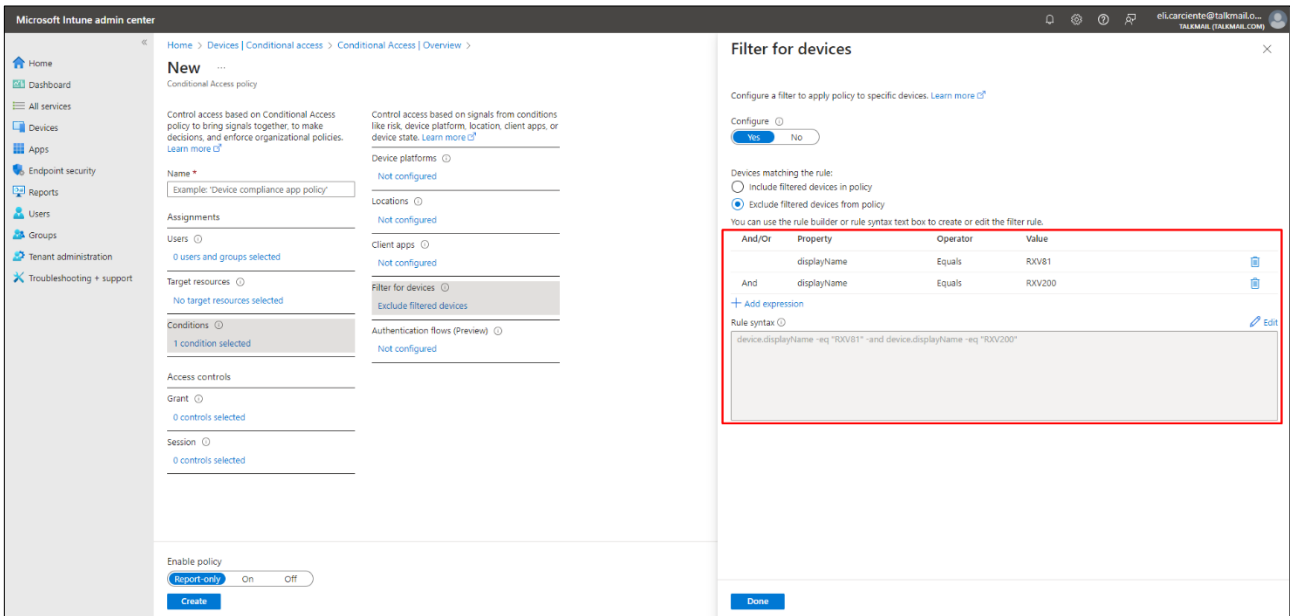 Microsoft Intune admin center
eli.carciente@talkmail.o...
TALKMAIL (TALKMAIL.COM)
Home
Dashboard
All services
Devices
Apps
Endpoint security
Reports
Users
Groups
Tenant administration
Troubleshooting + support
Home > Devices | Conditional access > Conditional Access | Overview >
New ...
Conditional Access policy
Control access based on Conditional Access
policy to bring signals together, to make
decisions, and enforce organizational policies.
Learn more
Name *
Example: 'Device compliance app policy'
Assignments
Users
0 users and groups selected
Target resources
No target resources selected
Conditions
1 condition selected
Access controls
Grant
0 controls selected
Session
0 controls selected
Enable policy
Report-only On Off
Create
Control access based on signals from conditions
like risk, device platform, location, client apps, or
device state. Learn more
Device platforms
Not configured
Locations
Not configured
Client apps
Not configured
Filter for devices
Exclude filtered devices
Authentication flows (Preview)
Not configured
Filter for devices
Configure a filter to apply policy to specific devices. Learn more
Configure
Yes No
Devices matching the rule:
Include filtered devices in policy
Exclude filtered devices from policy
You can use the rule builder or rule syntax text box to create or edit the filter rule.
And/Or Property Operator Value
displayName Equals RXV81
And displayName Equals RXV200
+ Add expression
Rule syntax Edit
device.displayName -eq "RXV81" -and device.displayName -eq "RXV200"
Done